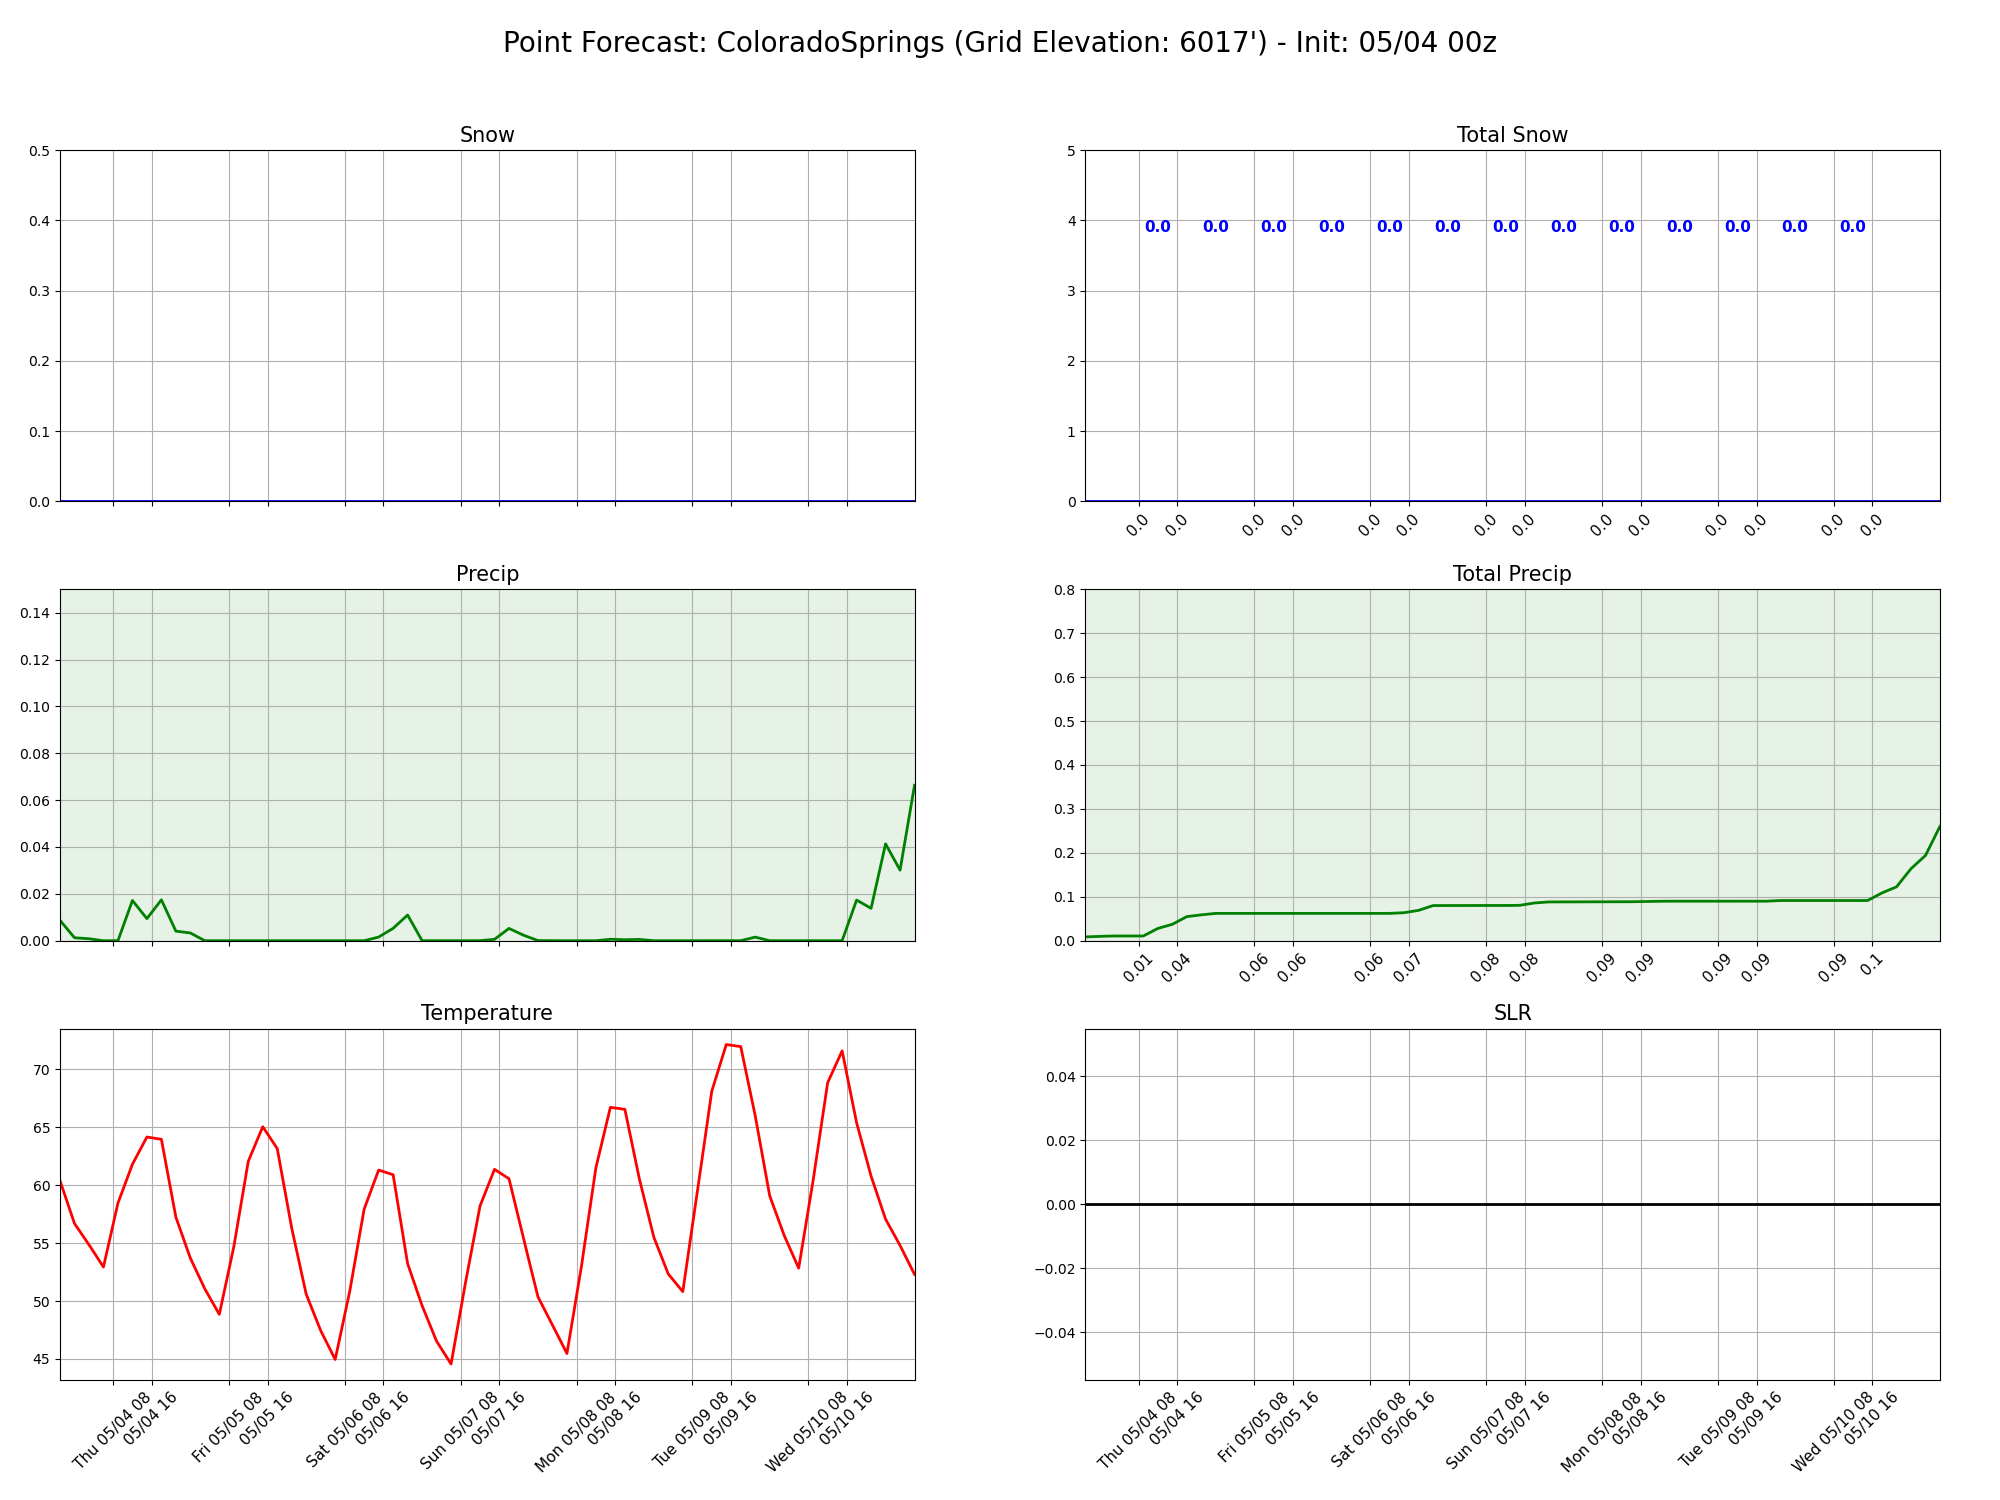 Point Forecast: ColoradoSprings (Grid Elevation: 6017') - Init: 05/04 00z
Snow
0.5
0.4
0.3
0.2
0.1
0.0
Total Snow
5
4
3
2
1
0
0.0 0.0 0.0 0.0 0.0 0.0 0.0 0.0 0.0 0.0 0.0 0.0 0.0
0.0 0.0 0.0 0.0 0.0 0.0 0.0 0.0 0.0 0.0 0.0 0.0 0.0 0.0
Precip
0.14
0.12
0.10
0.08
0.06
0.04
0.02
0.00
Total Precip
0.8
0.7
0.6
0.5
0.4
0.3
0.2
0.1
0.0
0.01 0.04 0.06 0.06 0.06 0.07 0.08 0.08 0.09 0.09 0.09 0.09 0.09 0.1
Temperature
70
65
60
55
50
45
Thu 05/04 08
05/04 16
Fri 05/05 08
05/05 16
Sat 05/06 08
05/06 16
Sun 05/07 08
05/07 16
Mon 05/08 08
05/08 16
Tue 05/09 08
05/09 16
Wed 05/10 08
05/10 16
SLR
0.04
0.02
0.00
−0.02
−0.04
Thu 05/04 08
05/04 16
Fri 05/05 08
05/05 16
Sat 05/06 08
05/06 16
Sun 05/07 08
05/07 16
Mon 05/08 08
05/08 16
Tue 05/09 08
05/09 16
Wed 05/10 08
05/10 16